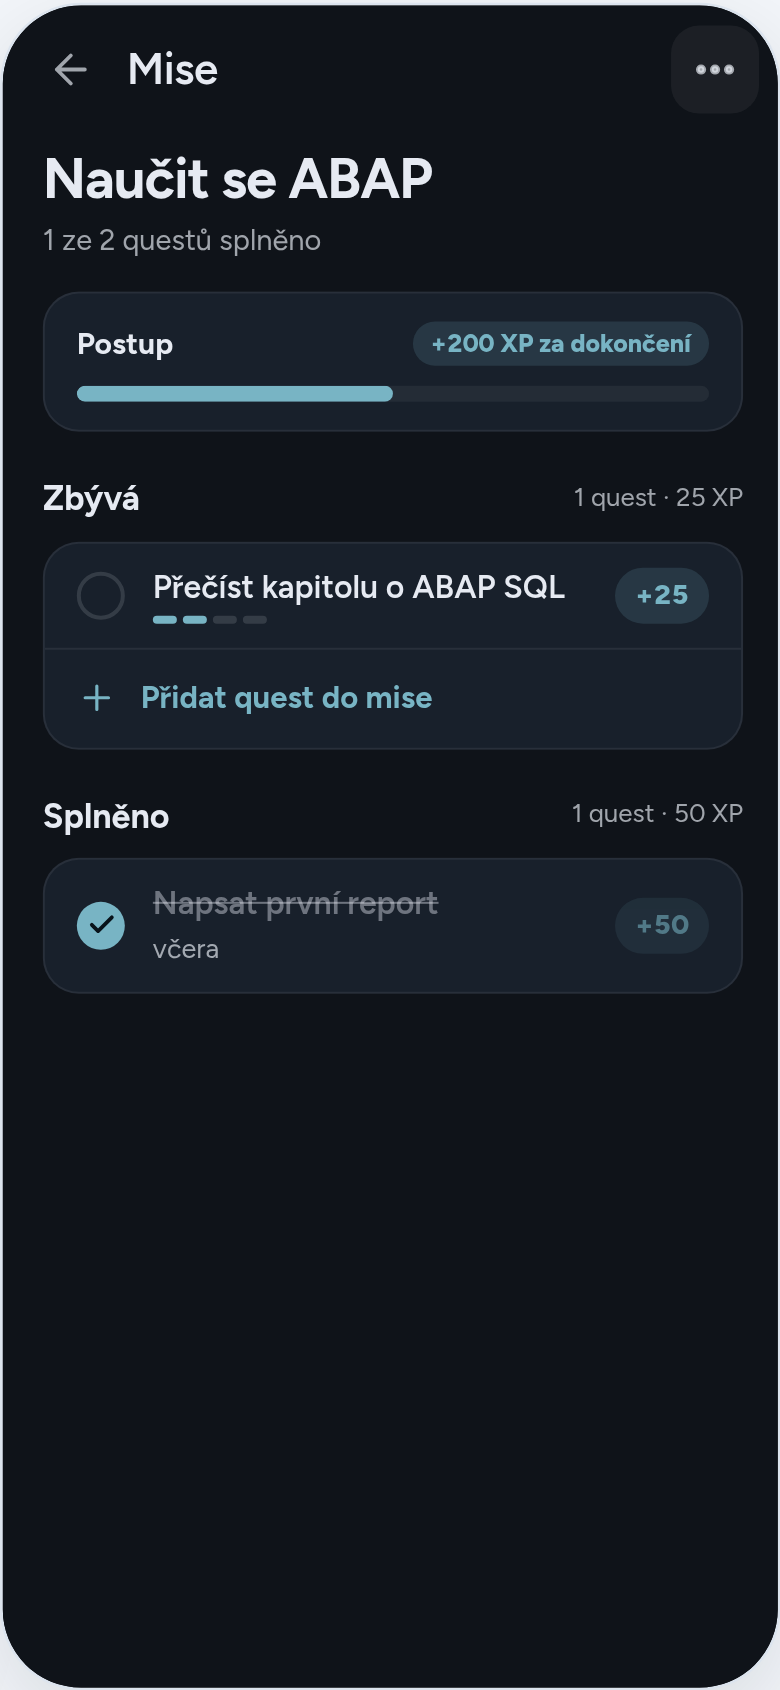 Mise
Naučit se ABAP
1 ze 2 questů splněno
Postup
+200 XP za dokončení
Zbývá
1 quest · 25 XP
Přečíst kapitolu o ABAP SQL
+25
Přidat quest do mise
Splněno
1 quest · 50 XP
Napsat první report
+50
včera